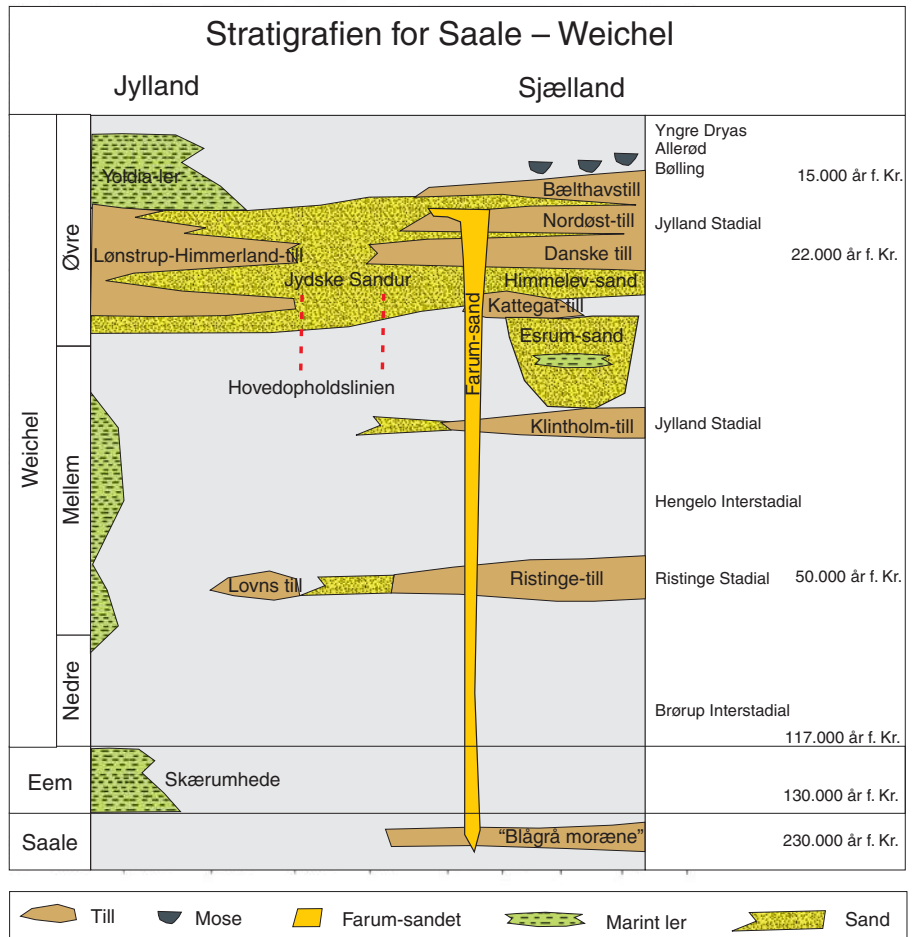 Stratigrafien for Saale – Weichel
Jylland
Sjælland
Weichel
Øvre
Mellem
Nedre
Eem
Saale
Yoldia-ler
Bælthavstill
Nordøst-till
Lønstrup-Himmerland-till
Danske till
Jydske Sandur
Himmelev-sand
Kattegat-till
Esrum-sand
Farum-sand
Hovedopholdslinien
Klintholm-till
Lovns till
Ristinge-till
Skærumhede
“Blågrå moræne”
Yngre Dryas
Allerød
Bølling
15.000 år f. Kr.
Jylland Stadial
22.000 år f. Kr.
Jylland Stadial
Hengelo Interstadial
Ristinge Stadial
50.000 år f. Kr.
Brørup Interstadial
117.000 år f. Kr.
130.000 år f. Kr.
230.000 år f. Kr.
Till
Mose
Farum-sandet
Marint ler
Sand